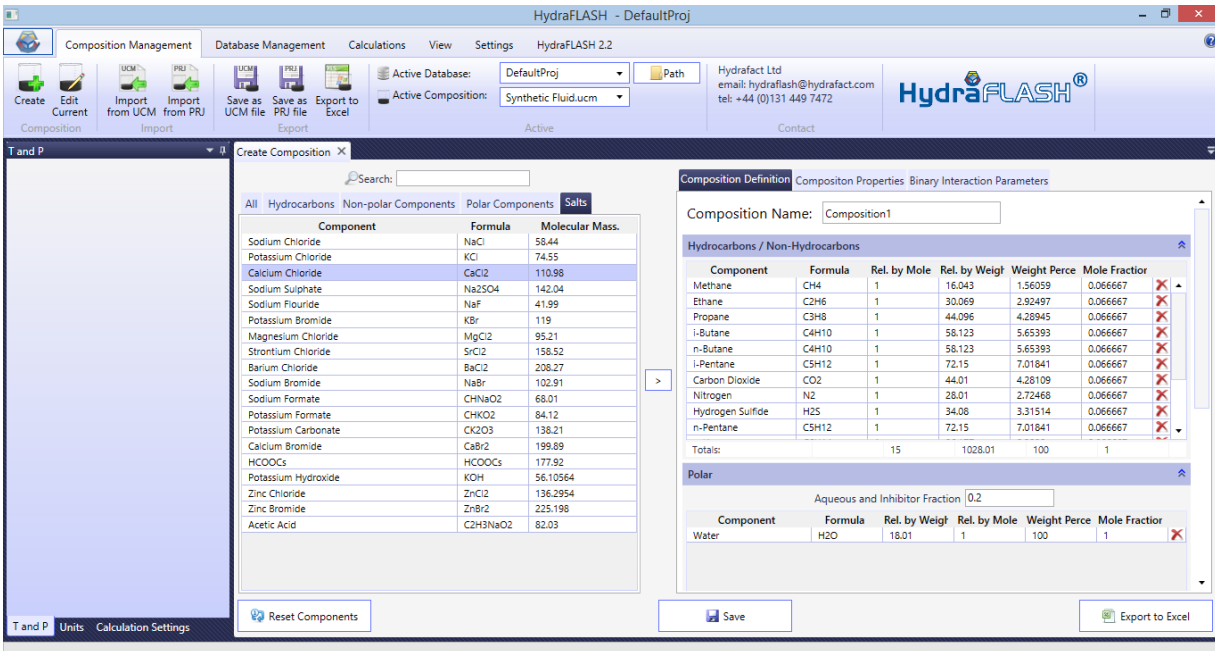 HydraFLASH - DefaultProj
Composition Management Database Management Calculations View Settings HydraFLASH 2.2
UCM PRJ UCM PRJ
Create Edit Current Import from UCM Import from PRJ Save as UCM file Save as PRJ file Export to Excel
Active Database: DefaultProj Path
Active Composition: Synthetic Fluid.ucm
Hydrafact Ltd
email: hydraflash@hydrafact.com
tel: +44 (0)131 449 7472
HydraFLASH®
Composition Import Export Active Contact
T and P
Create Composition X
Search:
All Hydrocarbons Non-polar Components Polar Components Salts
Component Formula Molecular Mass.
Sodium Chloride NaCl 58.44
Potassium Chloride KCl 74.55
Calcium Chloride CaCl2 110.98
Sodium Sulphate Na2SO4 142.04
Sodium Flouride NaF 41.99
Potassium Bromide KBr 119
Magnesium Chloride MgCl2 95.21
Strontium Chloride SrCl2 158.52
Barium Chloride BaCl2 208.27
Sodium Bromide NaBr 102.91
Sodium Formate CHNaO2 68.01
Potassium Formate CHKO2 84.12
Potassium Carbonate CK2O3 138.21
Calcium Bromide CaBr2 199.89
HCOOCs HCOOCs 177.92
Potassium Hydroxide KOH 56.10564
Zinc Chloride ZnCl2 136.2954
Zinc Bromide ZnBr2 225.198
Acetic Acid C2H3NaO2 82.03
>
Composition Definition Compositon Properties Binary Interaction Parameters
Composition Name: Composition1
Hydrocarbons / Non-Hydrocarbons
Component Formula Rel. by Mole Rel. by Weigh Weight Perce Mole Fraction
Methane CH4 1 16.043 1.56059 0.066667
Ethane C2H6 1 30.069 2.92497 0.066667
Propane C3H8 1 44.096 4.28945 0.066667
i-Butane C4H10 1 58.123 5.65393 0.066667
n-Butane C4H10 1 58.123 5.65393 0.066667
i-Pentane C5H12 1 72.15 7.01841 0.066667
Carbon Dioxide CO2 1 44.01 4.28109 0.066667
Nitrogen N2 1 28.01 2.72468 0.066667
Hydrogen Sulfide H2S 1 34.08 3.31514 0.066667
n-Pentane C5H12 1 72.15 7.01841 0.066667
Totals: 15 1028.01 100 1
Polar
Aqueous and Inhibitor Fraction 0.2
Component Formula Rel. by Weigh Rel. by Mole Weight Perce Mole Fraction
Water H2O 18.01 1 100 1
Reset Components Save Export to Excel
T and P Units Calculation Settings